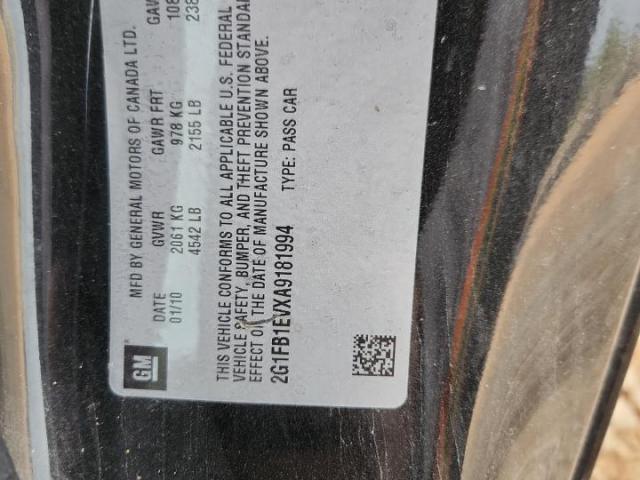 GM
MFD BY GENERAL MOTORS OF CANADA LTD.
DATE GVWR GAWR FRT
01/10 2061 KG 978 KG
4542 LB 2155 LB
THIS VEHICLE CONFORMS TO ALL APPLICABLE U.S. FEDERAL
VEHICLE SAFETY, BUMPER, AND THEFT PREVENTION
EFFECT ON THE DATE OF MANUFACTURE SHOWN ABOVE.
2G1FB1EVXA9181994 TYPE: PASS CAR